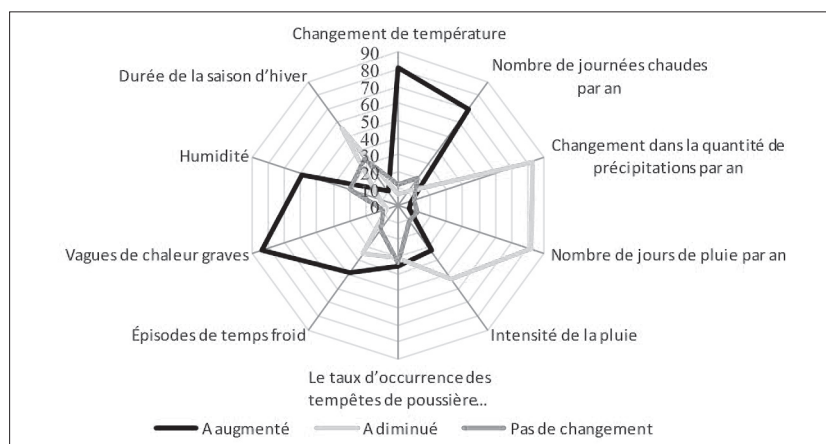 Changement de température
Nombre de journées chaudes
par an
Changement dans la quantité de
précipitations par an
Nombre de jours de pluie par an
Intensité de la pluie
Le taux d'occurrence des
tempêtes de poussière...
Épisodes de temps froid
Vagues de chaleur graves
Humidité
Durée de la saison d'hiver
90
80
70
60
50
40
30
20
10
0
A augmenté
A diminué
Pas de changement